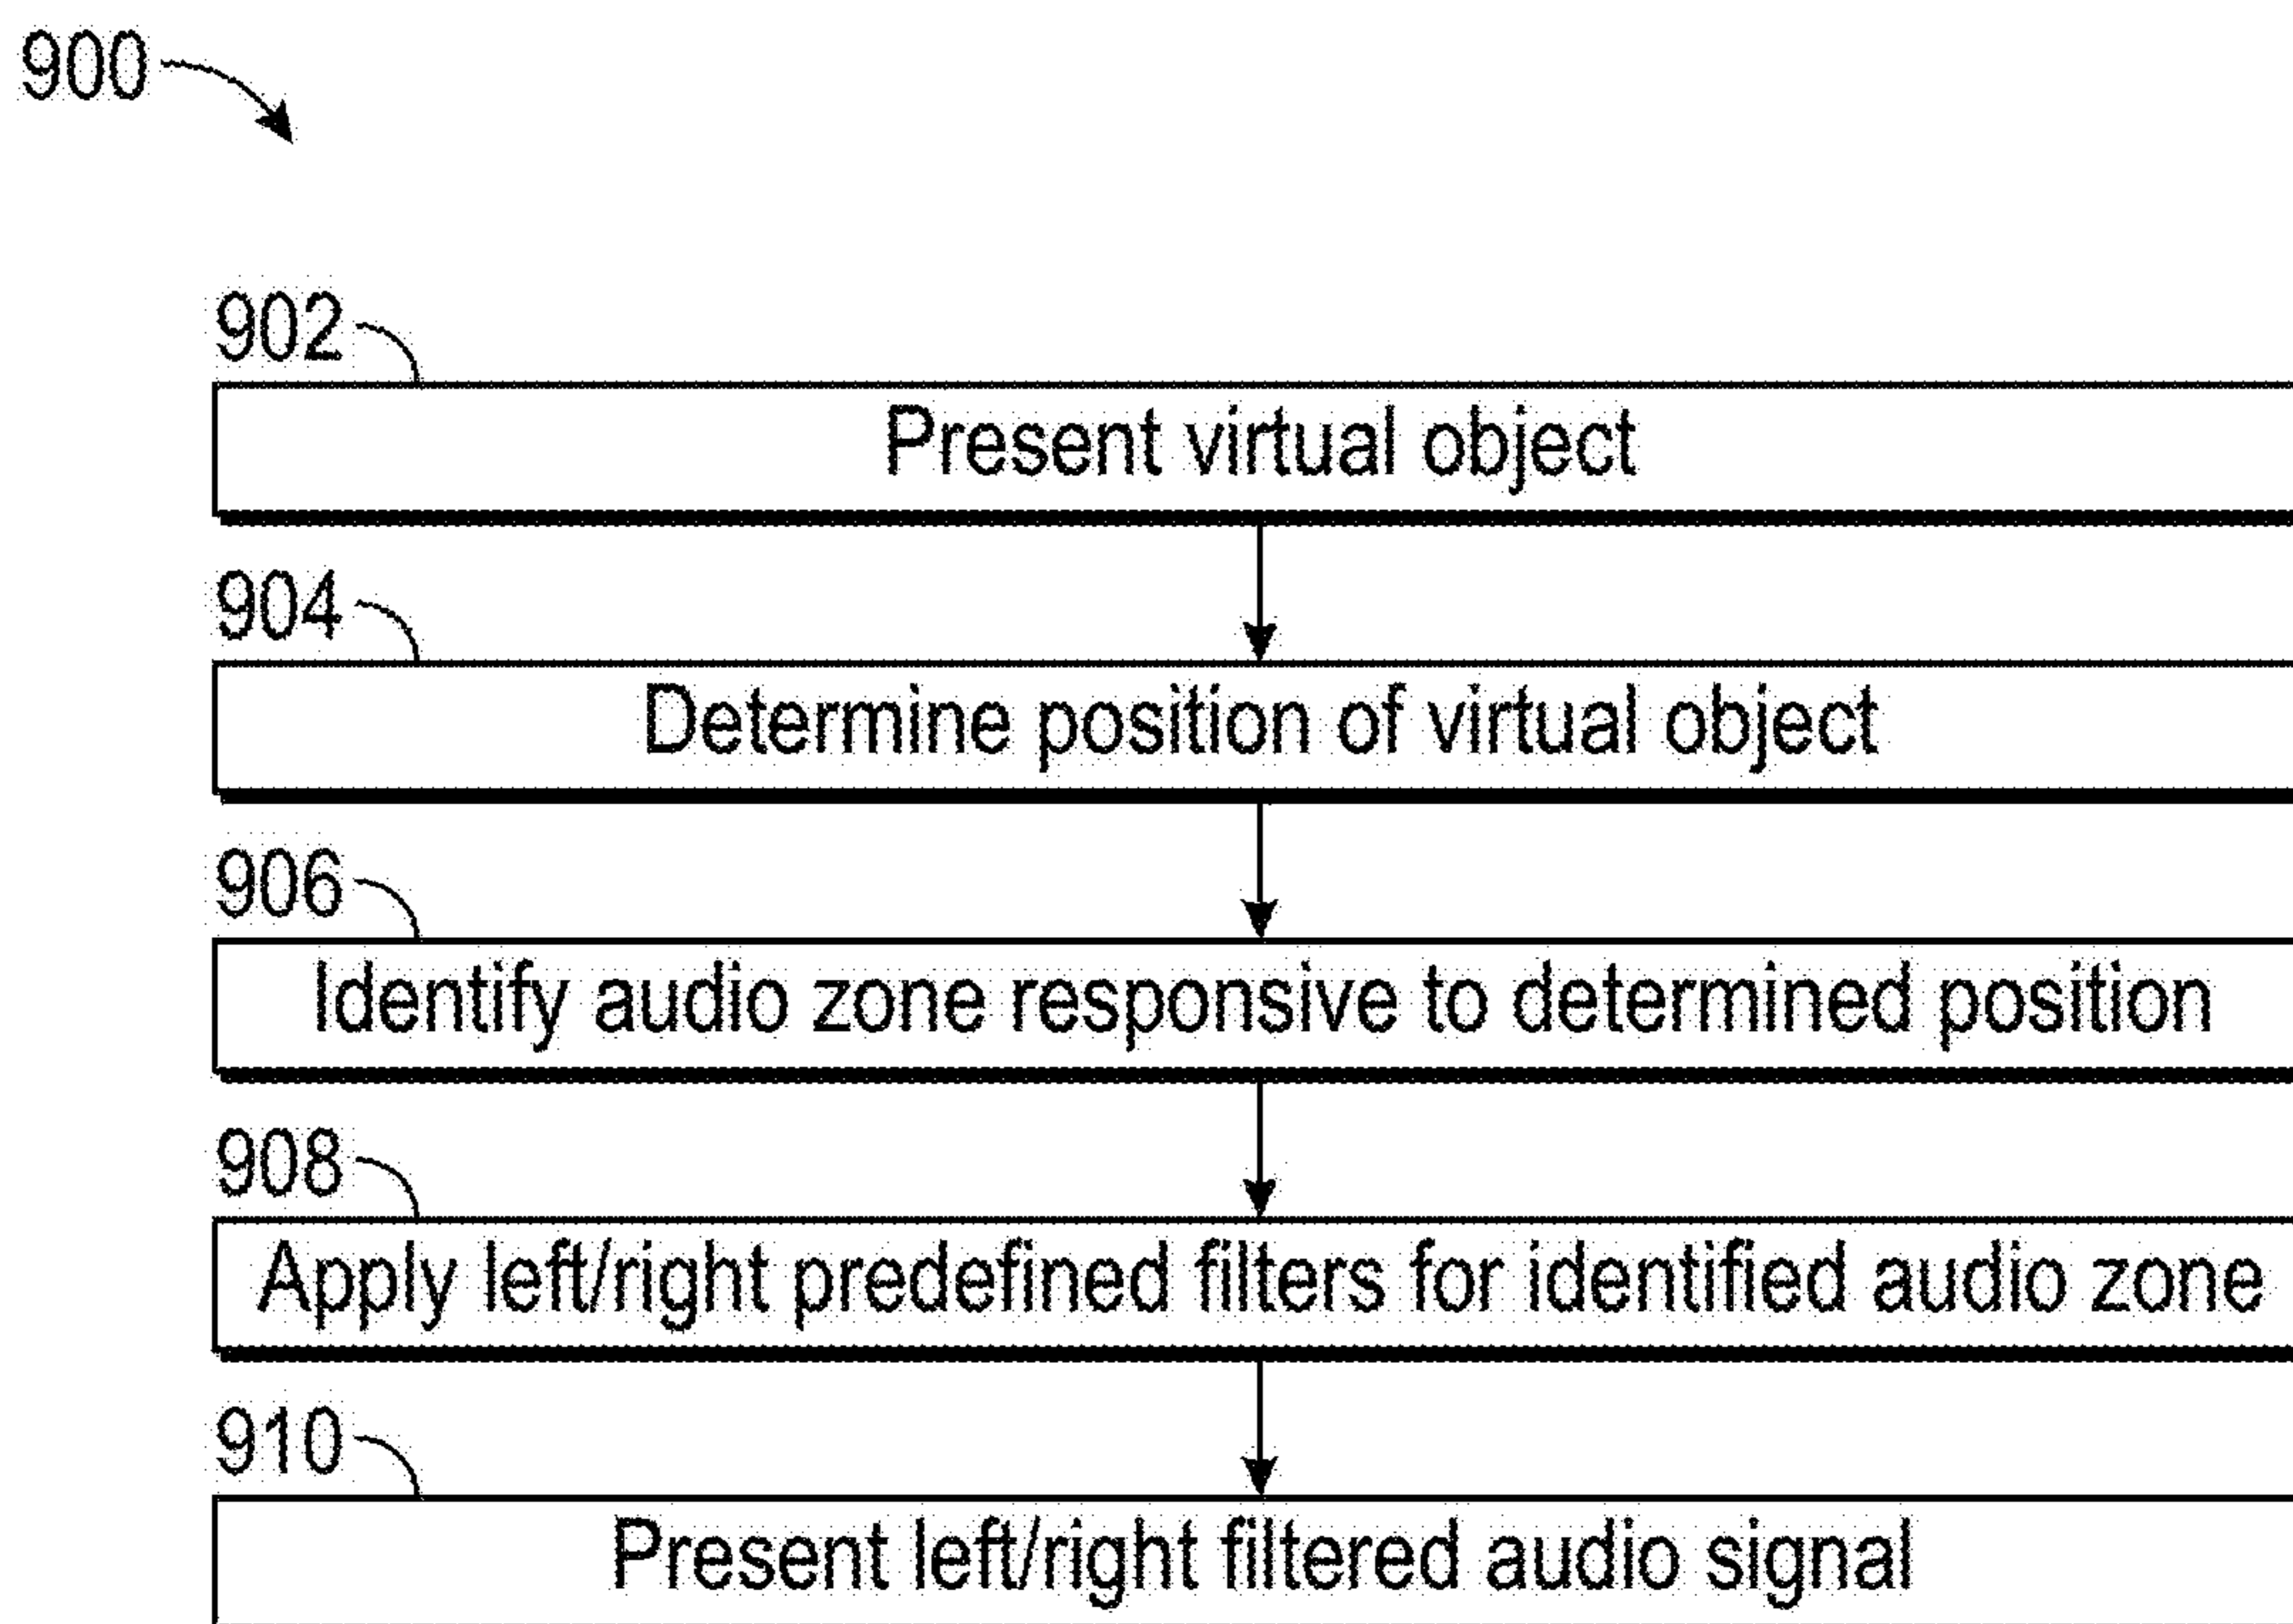 900
902
Present virtual object
904
Determine position of virtual object
906
Identify audio zone responsive to determined position
908
Apply left/right predefined filters for identified audio zone
910
Present left/right filtered audio signal